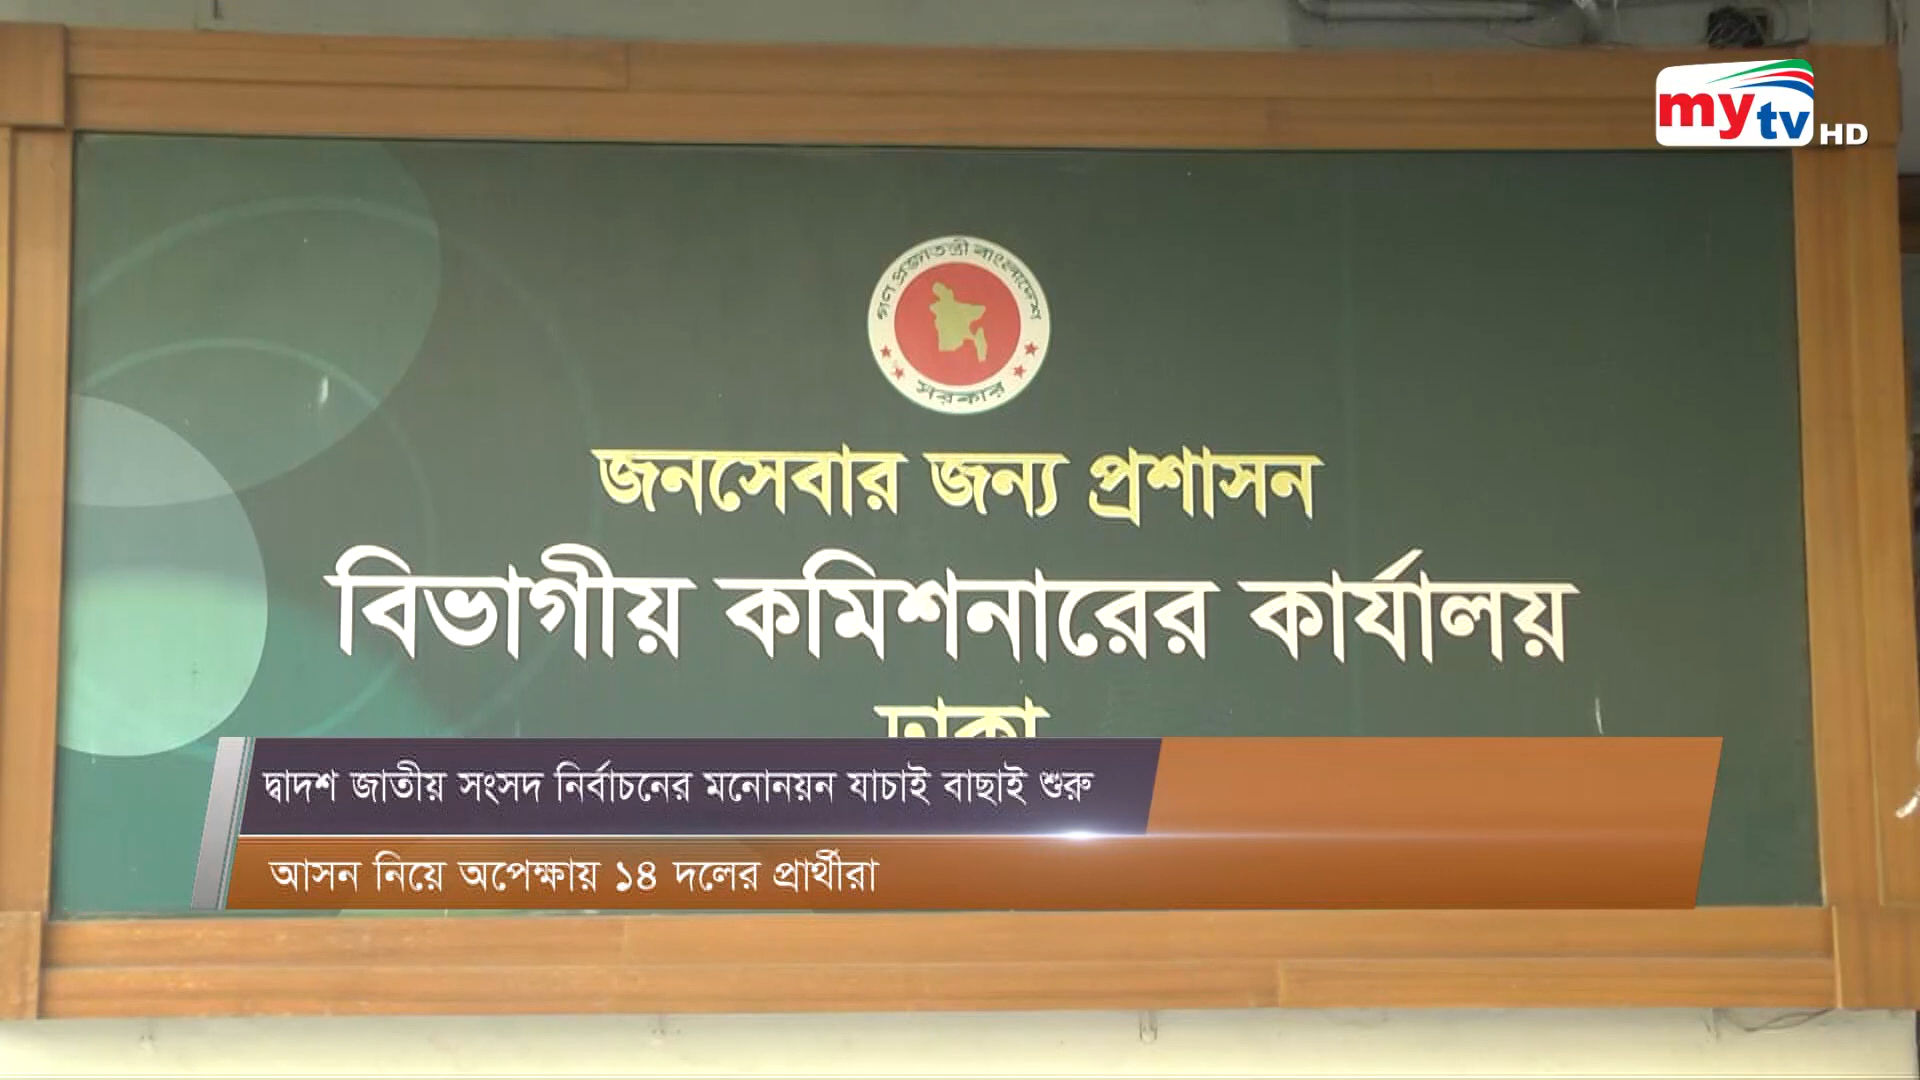 mytv HD
গণ প্রজাতন্ত্রী বাংলাদেশ
সরকার
জনসেবার জন্য প্রশাসন
বিভাগীয় কমিশনারের কার্যালয়
ঢাকা
দ্বাদশ জাতীয় সংসদ নির্বাচনের মনোনয়ন যাচাই বাছাই শুরু
আসন নিয়ে অপেক্ষায় ১৪ দলের প্রার্থীরা